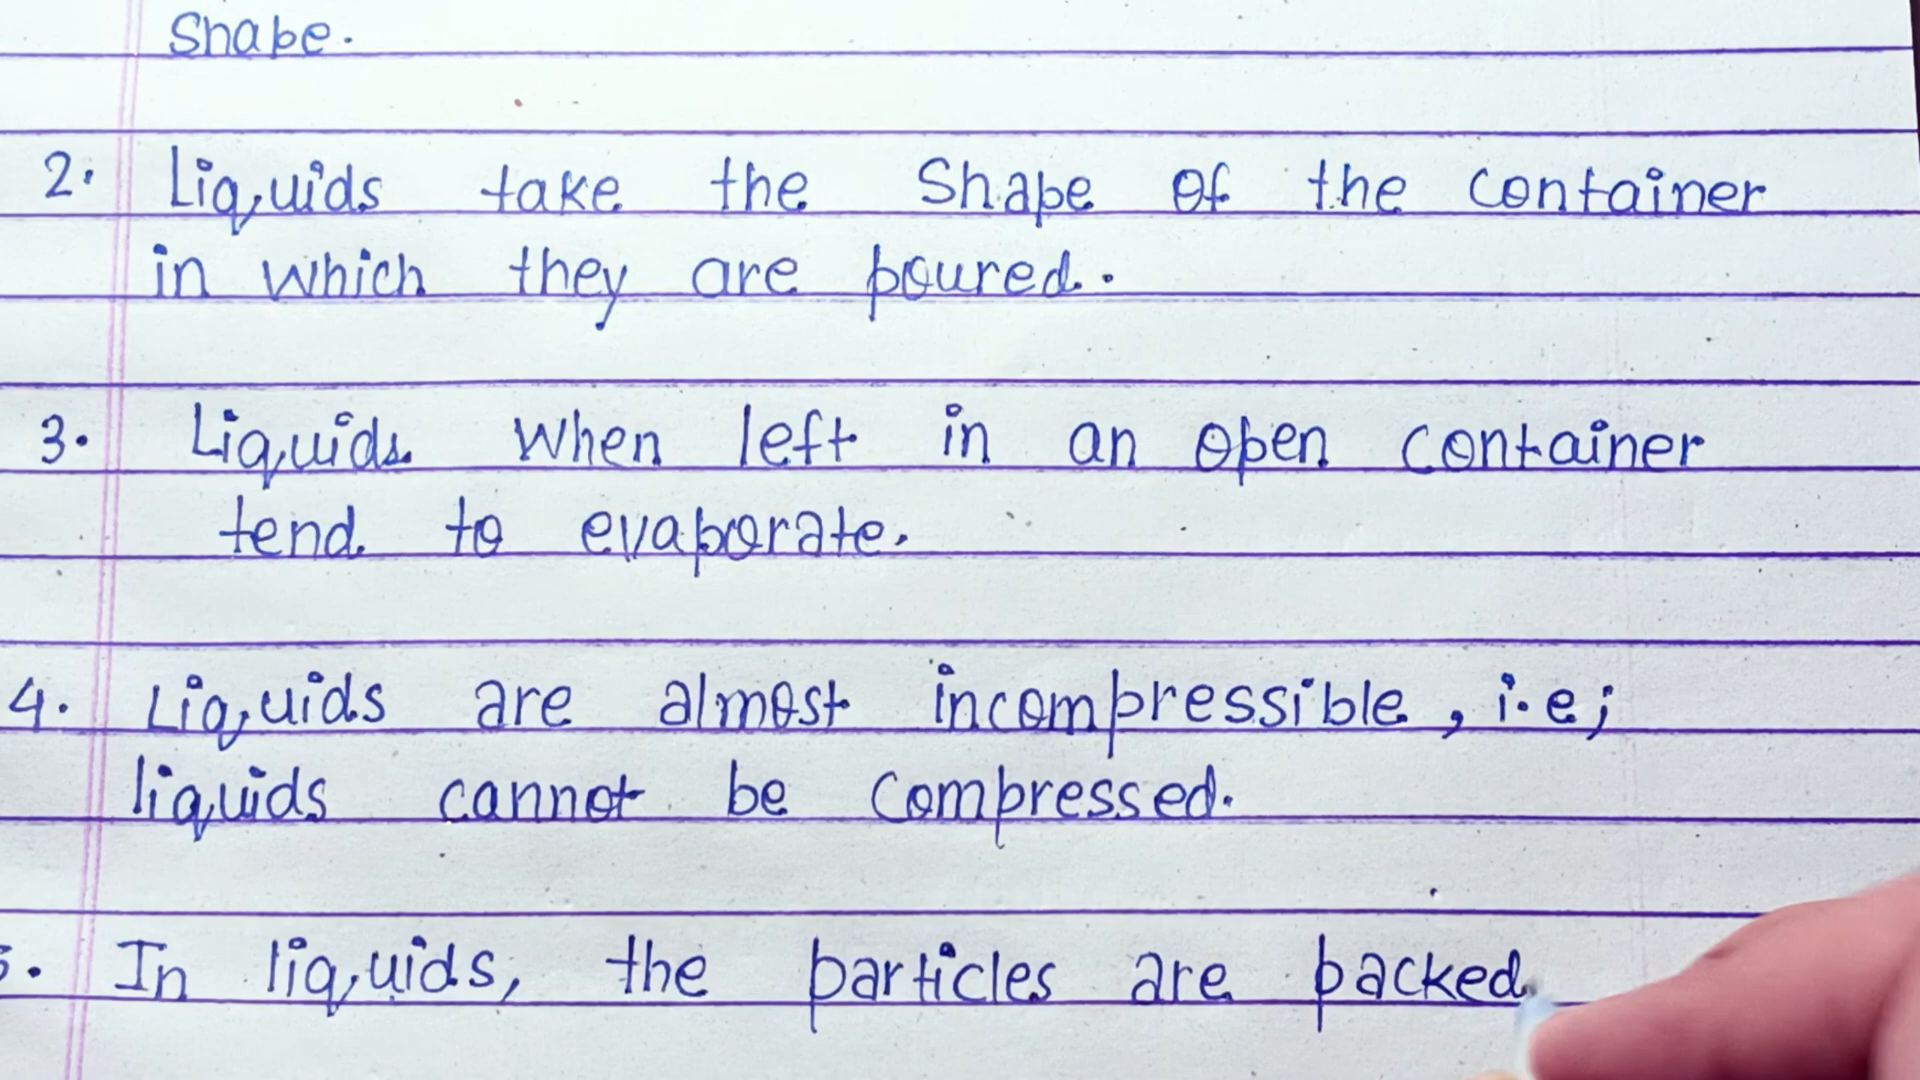 Shape.
2. Liquids take the Shape of the container
in which they are poured.
3. Liquids when left in an open container
tend to evaporate.
4. Liquids are almost incompressible, i.e;
liquids cannot be compressed.
5. In liquids, the particles are packed